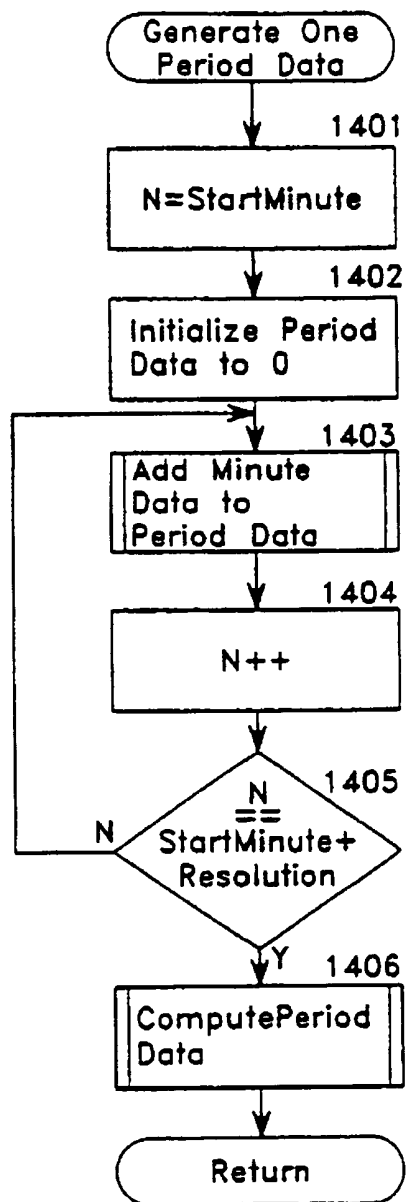 Generate One
Period Data
1401
N=StartMinute
1402
Initialize Period
Data to 0
1403
Add Minute
Data to
Period Data
1404
N++
1405
N
N
==
StartMinute+
Resolution
Y
1406
ComputePeriod
Data
Return